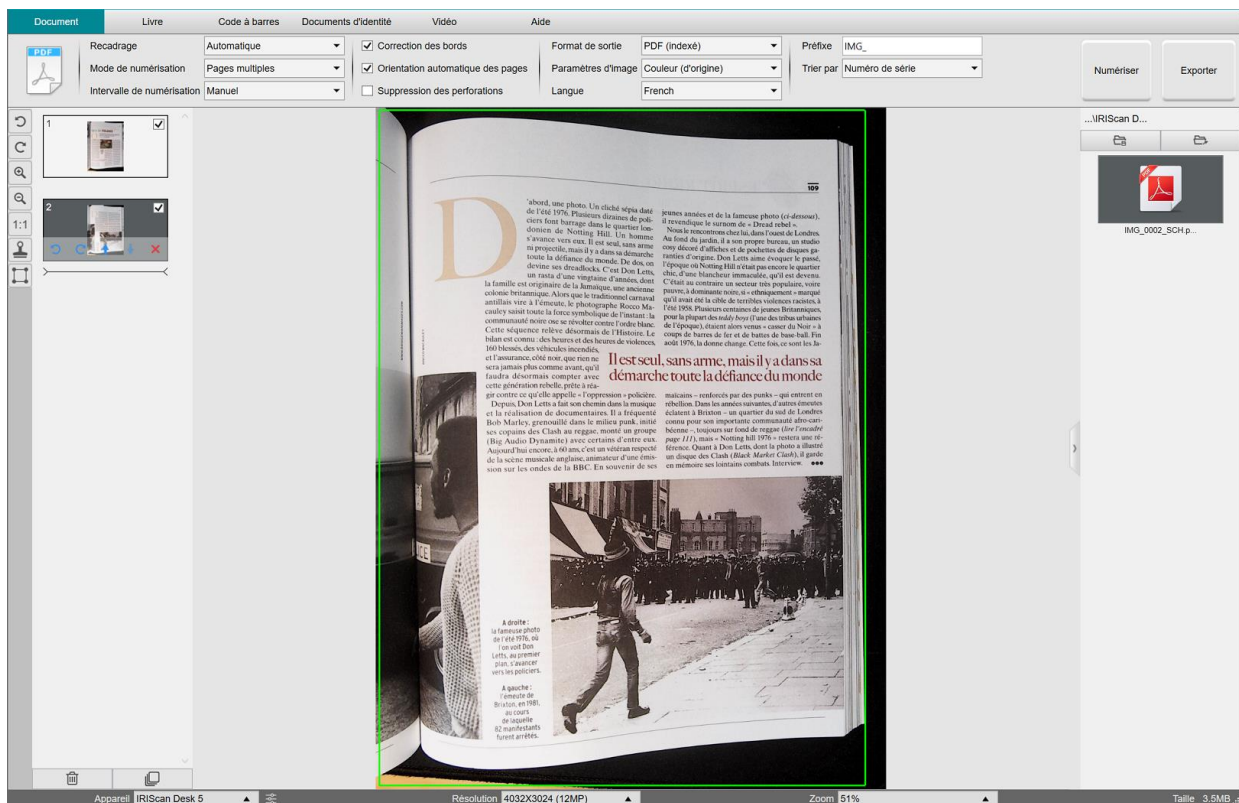 Document Livre Code à barres Documents d'identité Vidéo Aide
Recadrage Automatique
Mode de numérisation Pages multiples
Intervalle de numérisation Manuel
Correction des bords
Orientation automatique des pages
Suppression des perforations
Format de sortie PDF (indexé)
Paramètres d'image Couleur (d'origine)
Langue French
Préfixe IMG_
Trier par Numéro de série
Numériser
Exporter
PDF
1
2
1:1
109
D
'abord, une photo. Un cliché sépia daté
de l'été 1976. Plusieurs dizaines de poli-
ciers font barrage dans le quartier lon-
donien de Notting Hill. Un homme
s'avance vers eux. Il est seul, sans arme
ni projectile, mais il y a dans sa démarche
toute la défiance du monde. De dos, on
devine ses dreadlocks. C'est Don Letts,
un rasta d'une vingtaine d'années, dont
la famille est originaire de la Jamaïque, une ancienne
colonie britannique. Alors que le traditionnel carnaval
antillais vire à l'émeute, le photographe Rocco Ma-
cauley saisit toute la force symbolique de l'instant : la
communauté noire ose se révolter contre l'ordre blanc.
Cette séquence relève désormais de l'Histoire. Le
bilan est connu : des heures et des heures de violences,
160 blessés, des véhicules incendiés,
et l'assurance, côté noir, que rien ne
sera jamais plus comme avant, qu'il
faudra désormais compter avec
cette génération rebelle, prête à réa-
gir contre ce qu'elle appelle « l'oppression » policière.
Depuis, Don Letts a fait son chemin dans la musique
et la réalisation de documentaires. Il a fréquenté
Bob Marley, grenouillé dans le milieu punk, initié
ses copains des Clash au reggae, monté un groupe
(Big Audio Dynamite) avec certains d'entre eux.
Aujourd'hui encore, à 60 ans, c'est un vétéran respecté
de la scène musicale anglaise, animateur d'une émis-
sion sur les ondes de la BBC. En souvenir de ses
jeunes années et de la fameuse photo (ci-dessous),
il revendique le surnom de « Dread rebel ».
Nous le rencontrons chez lui, dans l'ouest de Londres.
Au fond du jardin, il a son propre bureau, un studio
cosy décoré d'affiches et de pochettes de disques ga-
ranties d'origine. Don Letts aime évoquer le passé,
l'époque où Notting Hill n'était pas encore le quartier
chic, d'une blancheur immaculée, qu'il est devenu.
C'était au contraire un secteur très populaire, voire
pauvre, à dominante noire, si « ethniquement » marqué
qu'il avait été la cible de terribles violences racistes, à
l'été 1958. Plusieurs centaines de jeunes Britanniques,
pour la plupart des teddy boys (l'une des tribus urbaines
de l'époque), étaient alors venus « casser du Noir » à
coups de barres de fer et de battes de base-ball. Fin
août 1976, la donne change. Cette fois, ce sont les Ja-
Il est seul, sans arme, mais il y a dans sa
démarche toute la défiance du monde
maïcains – renforcés par des punks – qui entrent en
rébellion. Dans les années suivantes, d'autres émeutes
éclatent à Brixton – un quartier du sud de Londres
connu pour son importante communauté afro-cari-
béenne –, toujours sur fond de reggae (lire l'encadré
page 111), mais « Notting hill 1976 » restera une ré-
férence. Quant à Don Letts, dont la photo a illustré
un disque des Clash (Black Market Clash), il garde
en mémoire ses lointains combats. Interview. ●●●
A droite :
la fameuse photo
de l'été 1976, où
l'on voit Don
Letts, au premier
plan, s'avancer
vers les policiers.
A gauche :
l'émeute de
Brixton, en 1981,
au cours
de laquelle
82 manifestants
furent arrêtés.
...\IRIScan D...
PDF
IMG_0002_SCH.p...
Appareil IRIScan Desk 5
Résolution 4032X3024 (12MP)
Zoom 51%
Taille 3.5MB